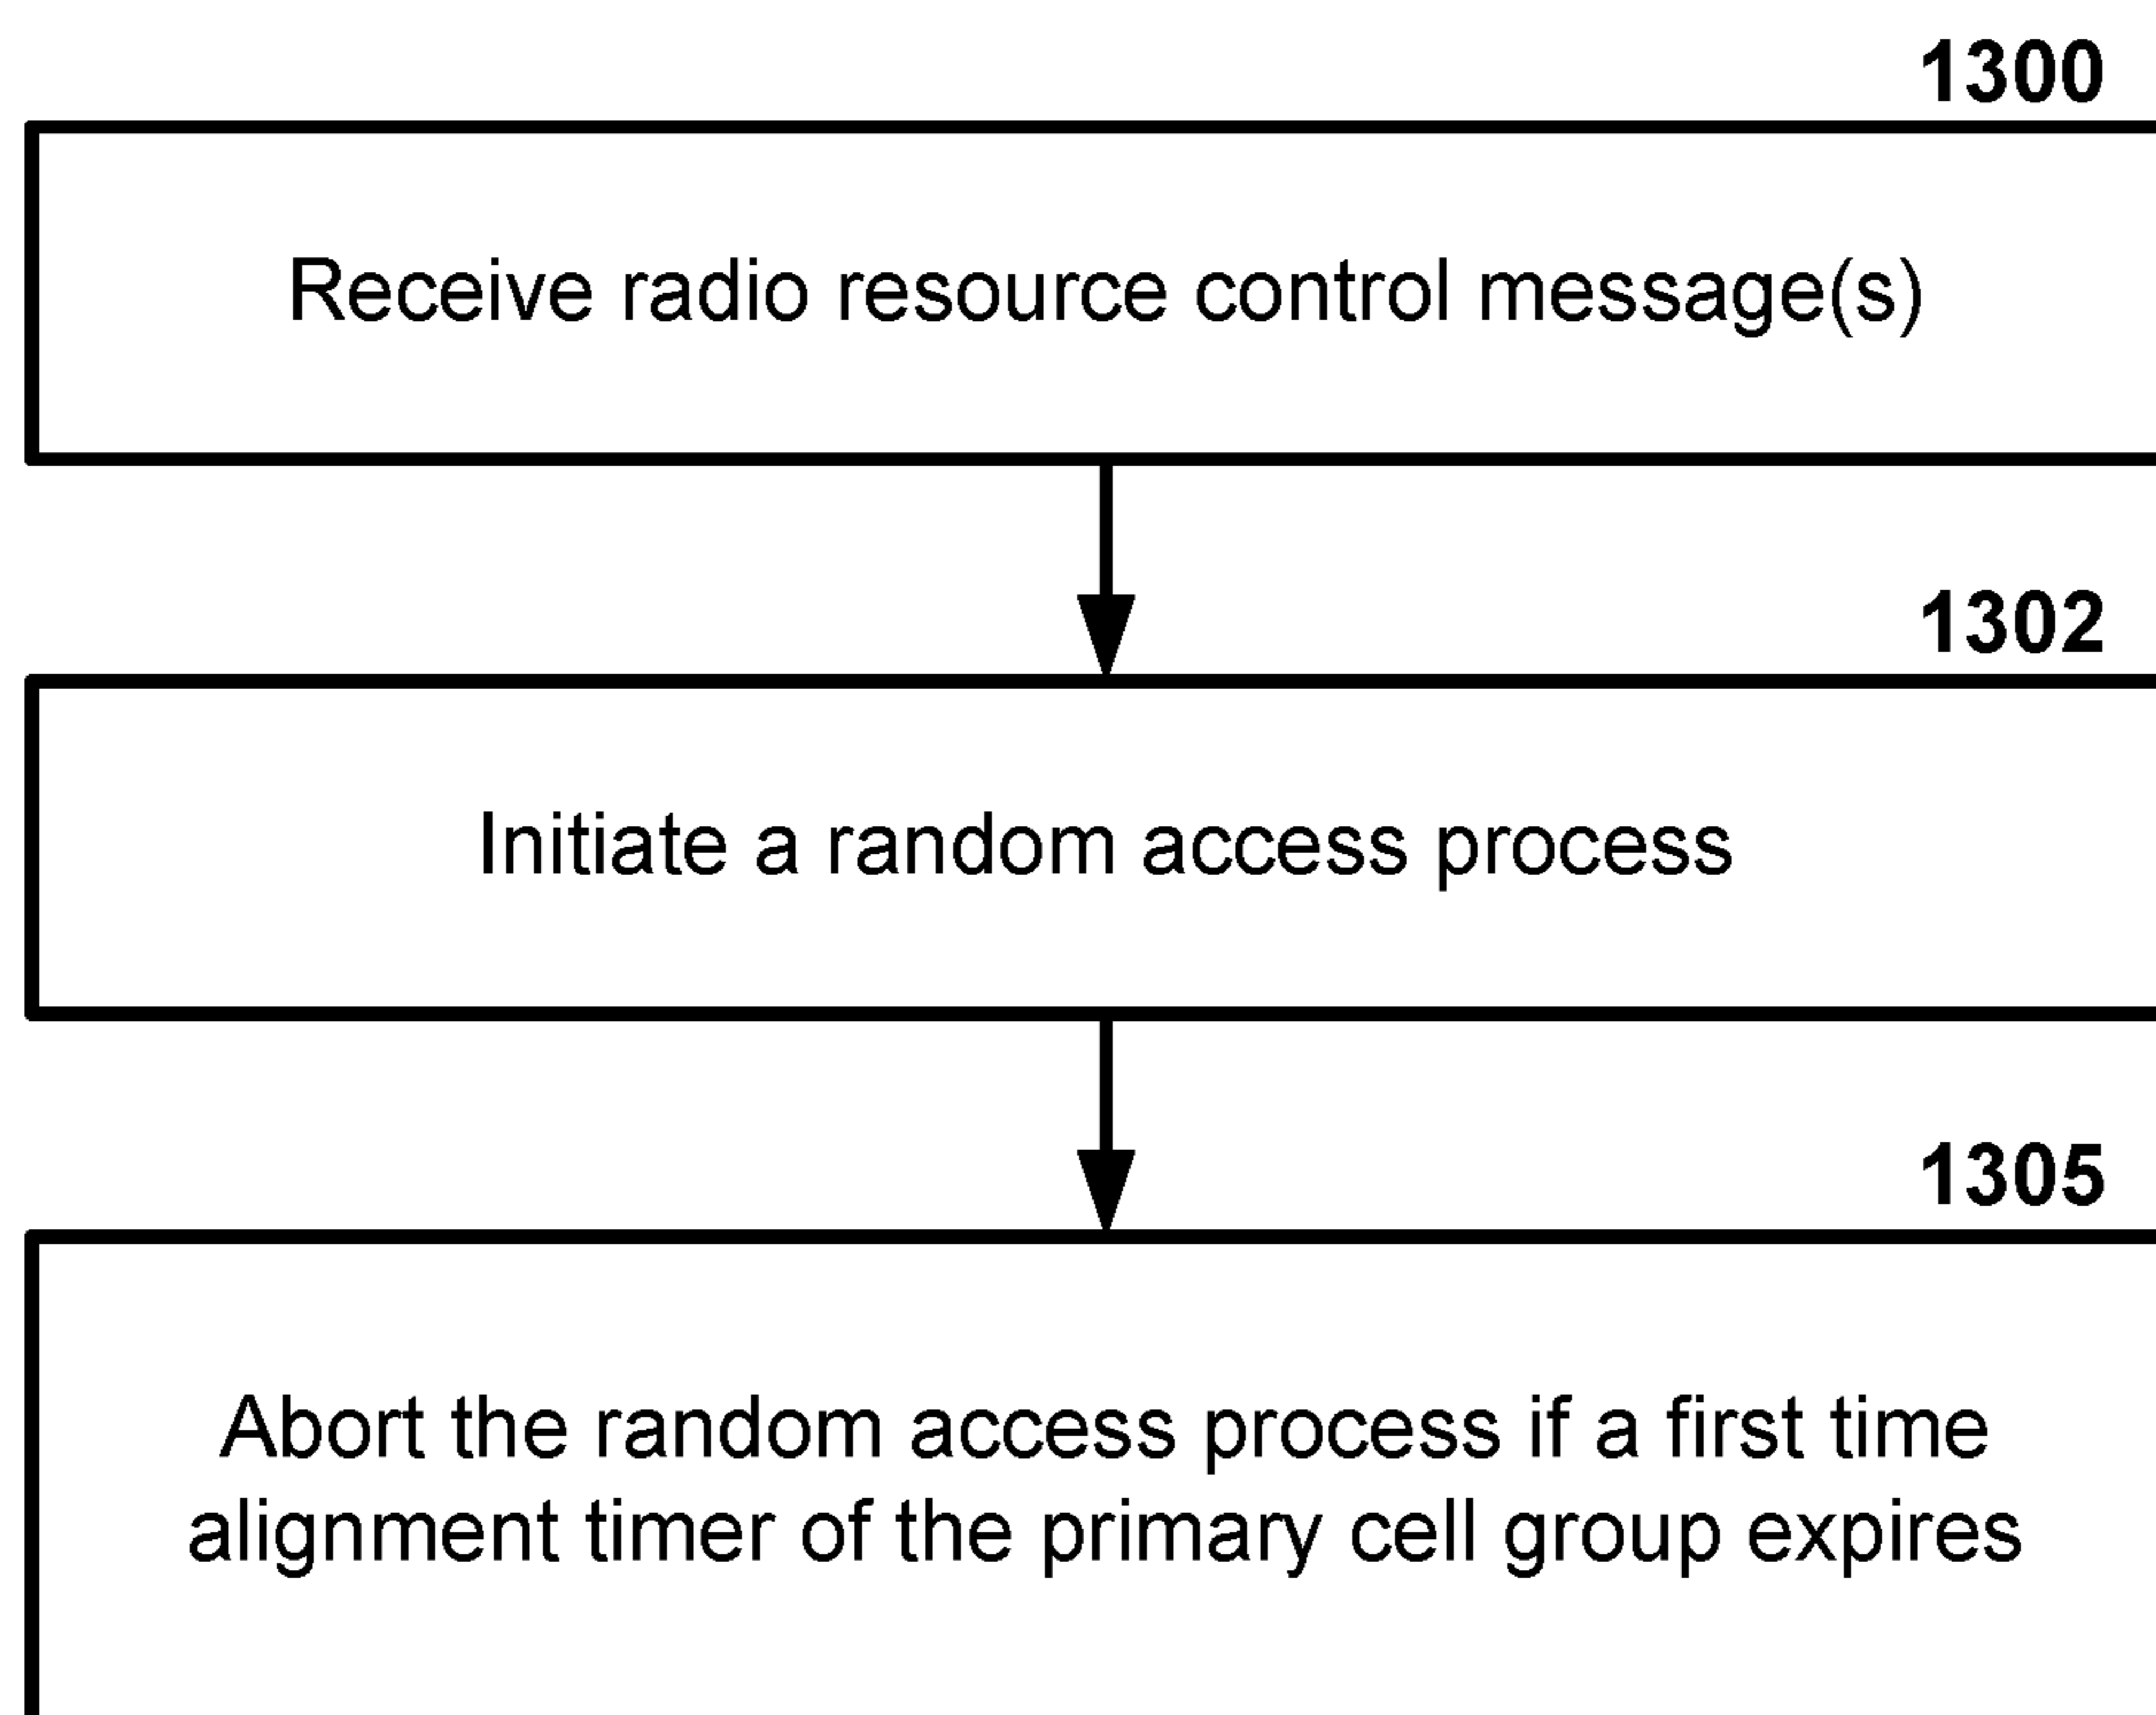 1300
Receive radio resource control message(s)
1302
Initiate a random access process
1305
Abort the random access process if a first time
alignment timer of the primary cell group expires